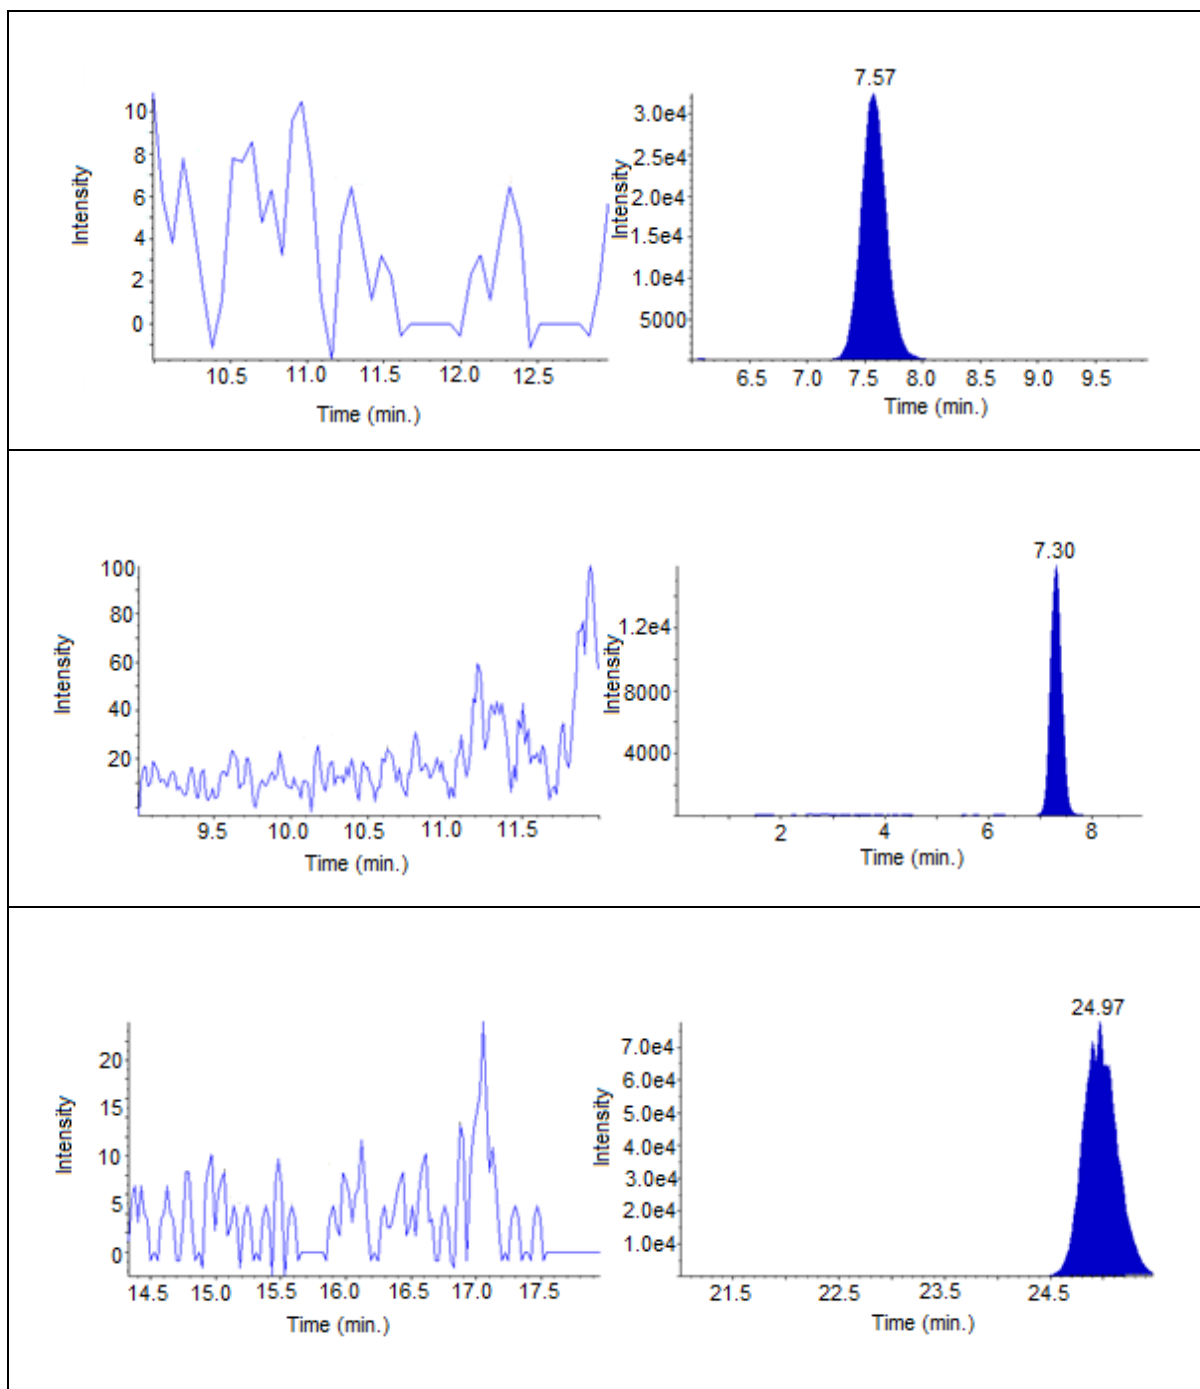 7.57
10
8
6
4
2
0
Intensity
10.5 11.0 11.5 12.0 12.5
Time (min.)
3.0e4
2.5e4
2.0e4
1.5e4
1.0e4
5000
Intensity
6.5 7.0 7.5 8.0 8.5 9.0 9.5
Time (min.)
7.30
100
80
60
40
20
Intensity
9.5 10.0 10.5 11.0 11.5
Time (min.)
1.2e4
8000
4000
Intensity
2 4 6 8
Time (min.)
24.97
20
15
10
5
0
Intensity
14.5 15.0 15.5 16.0 16.5 17.0 17.5
Time (min.)
7.0e4
6.0e4
5.0e4
4.0e4
3.0e4
2.0e4
1.0e4
Intensity
21.5 22.5 23.5 24.5
Time (min.)